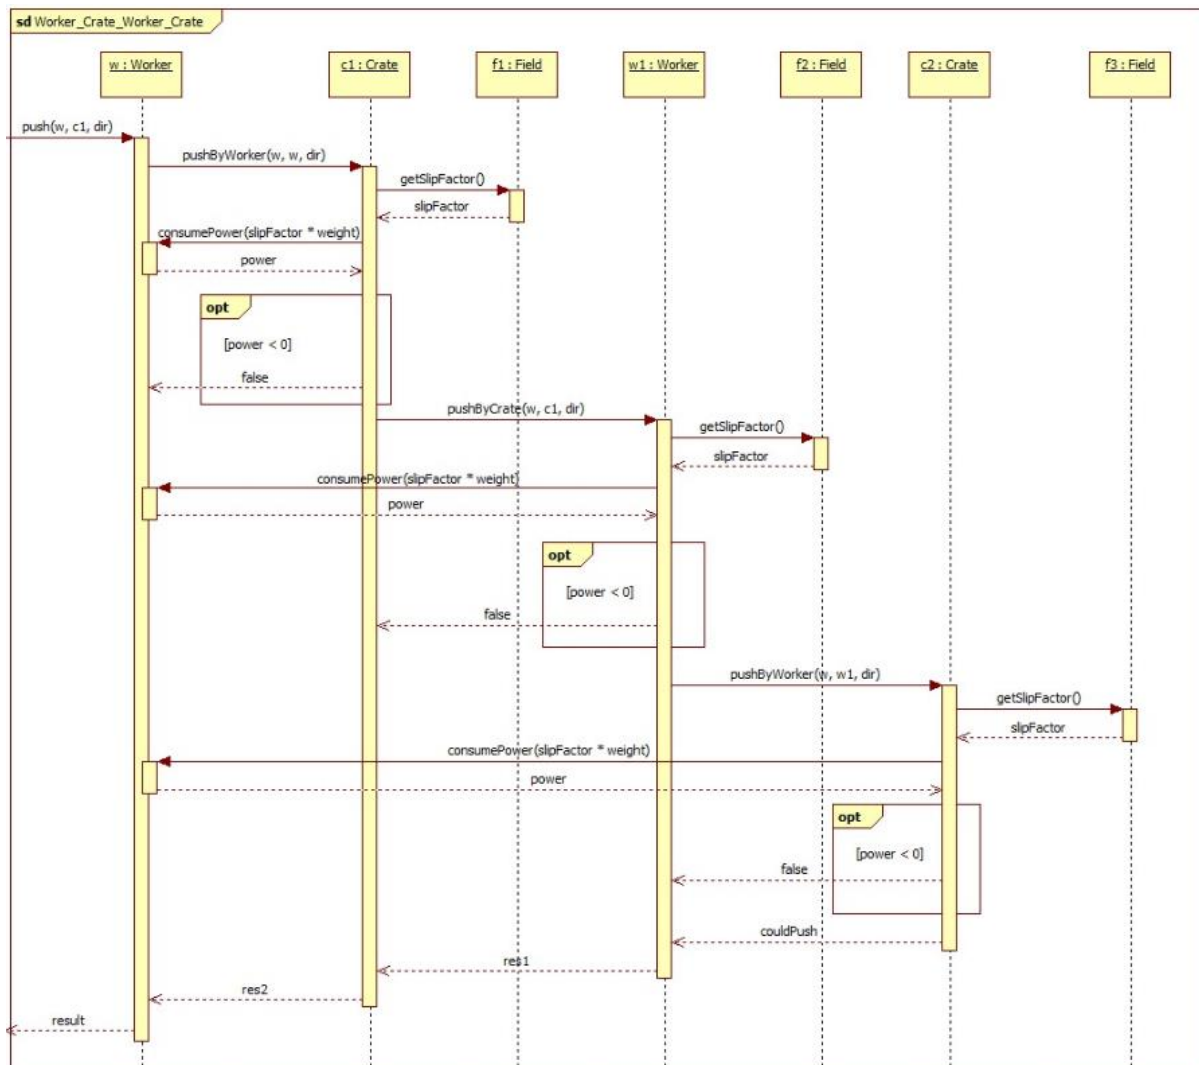 sd Worker_Crate_Worker_Crate
w : Worker
c1 : Crate
f1 : Field
w1 : Worker
f2 : Field
c2 : Crate
f3 : Field
push(w, c1, dir)
pushByWorker(w, w, dir)
getSlipFactor()
slipFactor
consumePower(slipFactor * weight)
power
opt
[power < 0]
false
pushByCrate(w, c1, dir)
getSlipFactor()
slipFactor
consumePower(slipFactor * weight)
power
opt
[power < 0]
false
pushByWorker(w, w1, dir)
getSlipFactor()
slipFactor
consumePower(slipFactor * weight)
power
opt
[power < 0]
false
couldPush
res1
res2
result